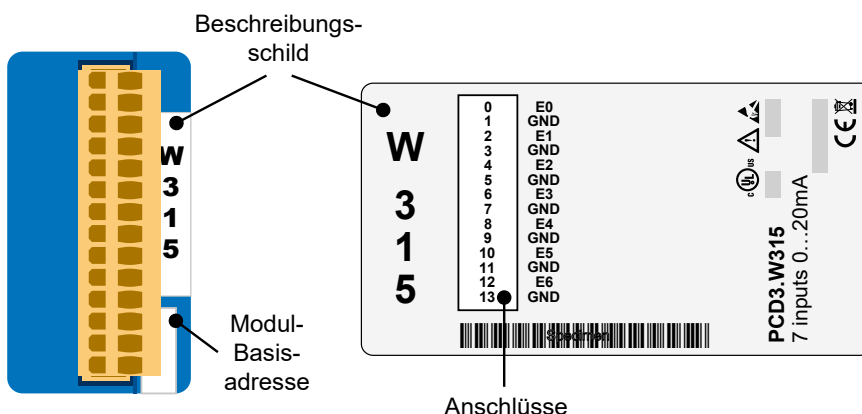 Beschreibungs-
schild
W
3
1
5
Modul-
Basis-
adresse
W
3
1
5
0 E0
1 GND
2 E1
3 GND
4 E2
5 GND
6 E3
7 GND
8 E4
9 GND
10 E5
11 GND
12 E6
13 GND
Specimen
Anschlüsse
c UL US
CE
PCD3.W315
7 inputs 0...20mA